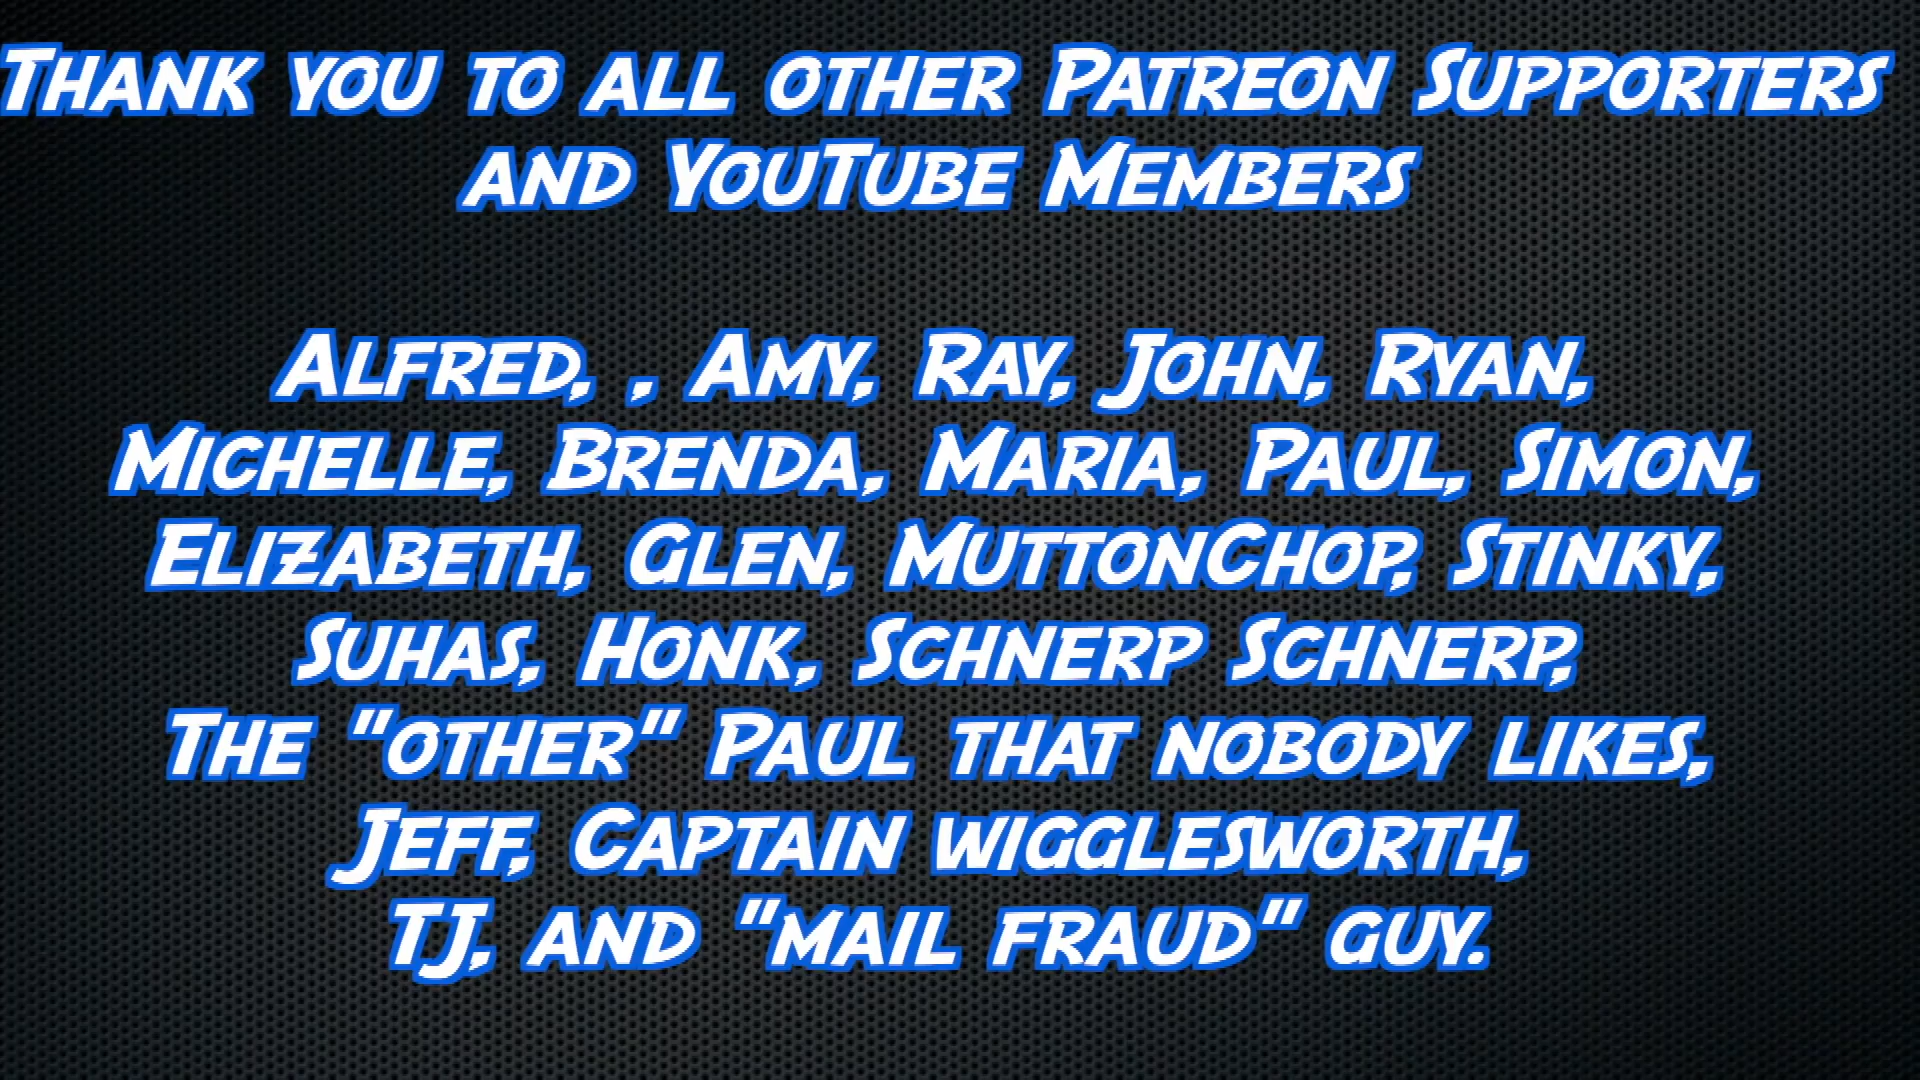 Thank you to all other Patreon Supporters
and YouTube Members
Alfred, , Amy, Ray, John, Ryan,
Michelle, Brenda, Maria, Paul, Simon,
Elizabeth, Glen, MuttonChop, Stinky,
Suhas, Honk, Schnerp Schnerp,
The "other" Paul that nobody likes,
Jeff, Captain wigglesworth,
TJ, and "mail fraud" guy.